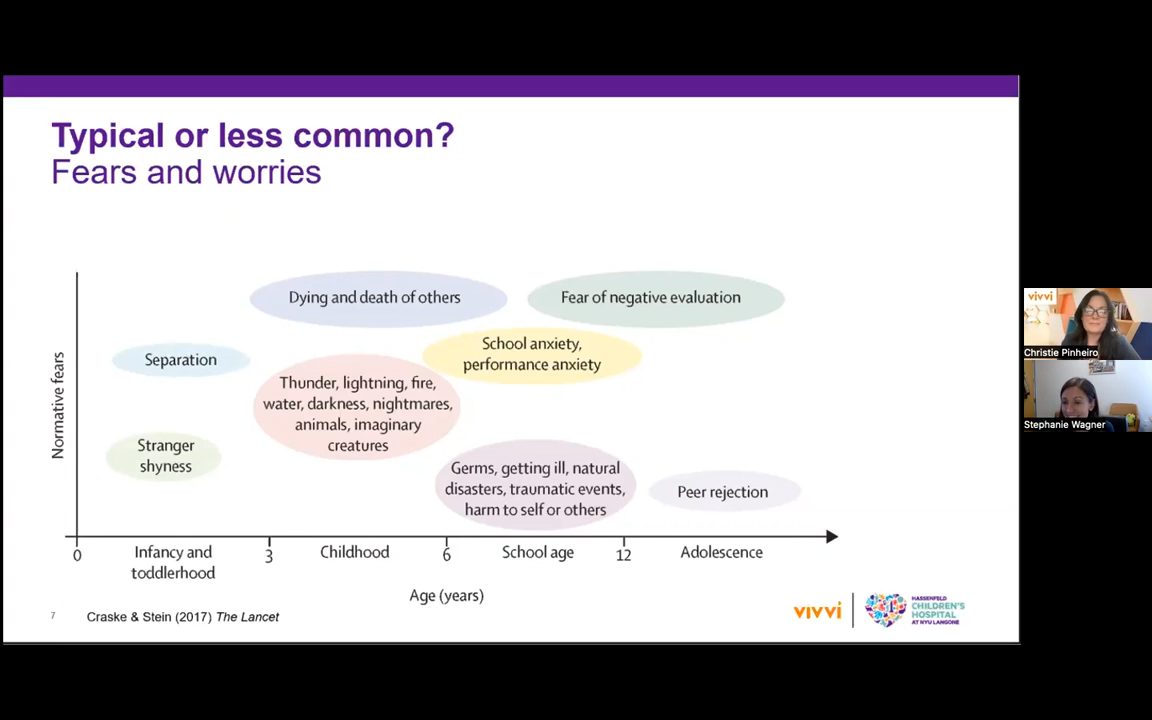 Typical or less common?
Fears and worries
Normative fears
Dying and death of others
Fear of negative evaluation
Separation
School anxiety,
performance anxiety
Thunder, lightning, fire,
water, darkness, nightmares,
animals, imaginary
creatures
Stranger
shyness
Germs, getting ill, natural
disasters, traumatic events,
harm to self or others
Peer rejection
0
Infancy and
toddlerhood
3
Childhood
6
School age
12
Adolescence
Age (years)
7
Craske & Stein (2017) The Lancet
vivvi
HASSENFELD
CHILDREN'S
HOSPITAL
AT NYU LANGONE
vivvi
Christie Pinheiro
Stephanie Wagner